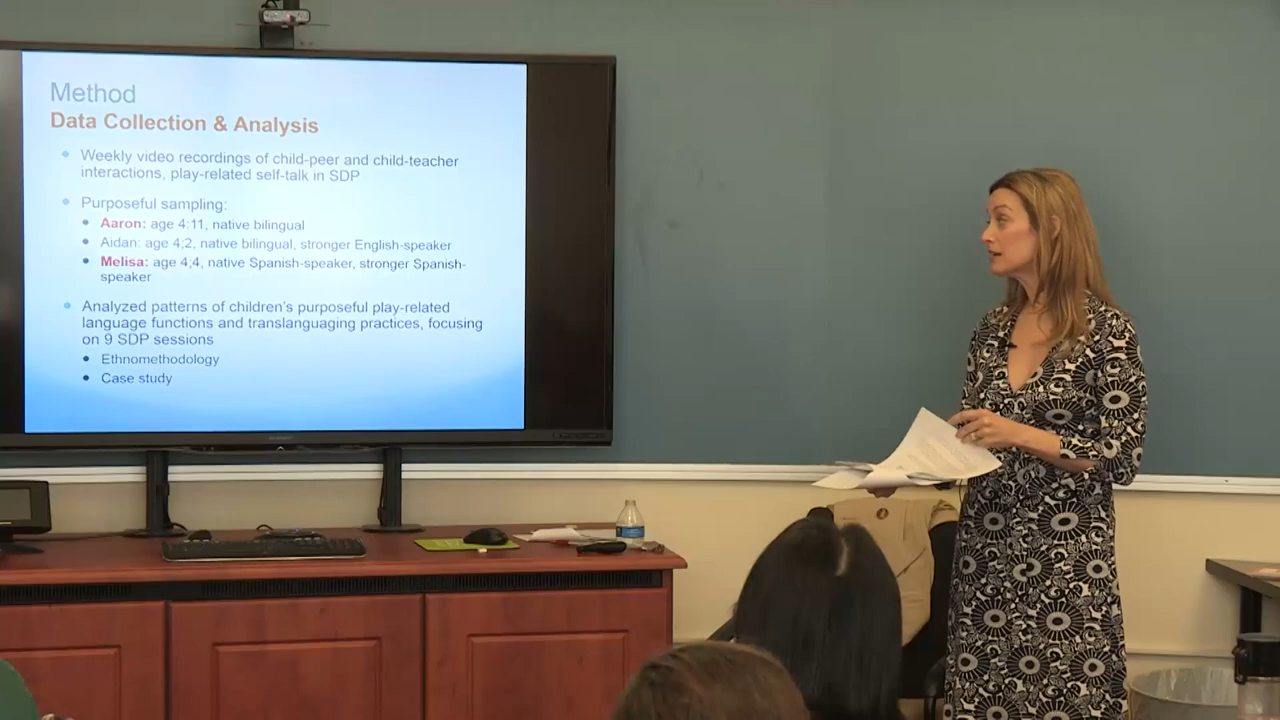 Method
Data Collection & Analysis
Weekly video recordings of child-peer and child-teacher
interactions, play-related self-talk in SDP
Purposeful sampling:
Aaron: age 4:11, native bilingual
Aidan: age 4;2, native bilingual, stronger English-speaker
Melisa: age 4;4, native Spanish-speaker, stronger Spanish-
speaker
Analyzed patterns of children's purposeful play-related
language functions and translanguaging practices, focusing
on 9 SDP sessions
Ethnomethodology
Case study